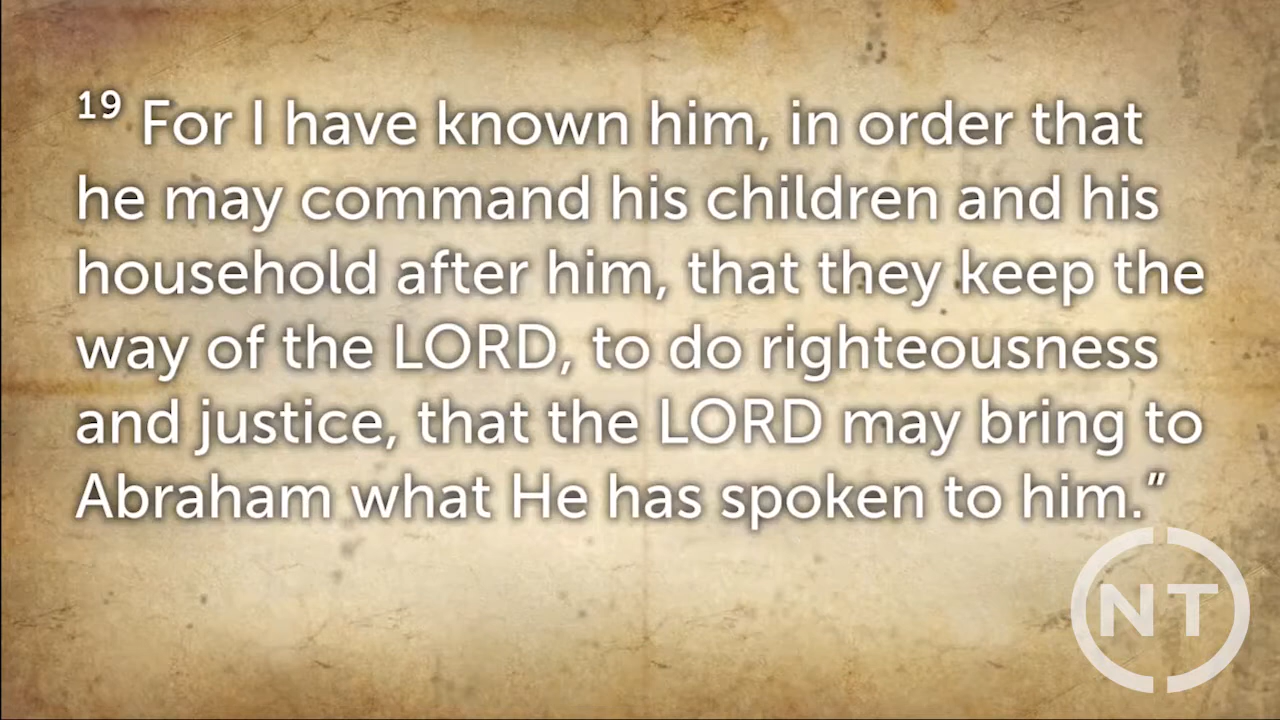 19 For I have known him, in order that
he may command his children and his
household after him, that they keep the
way of the LORD, to do righteousness
and justice, that the LORD may bring to
Abraham what He has spoken to him.”
NT